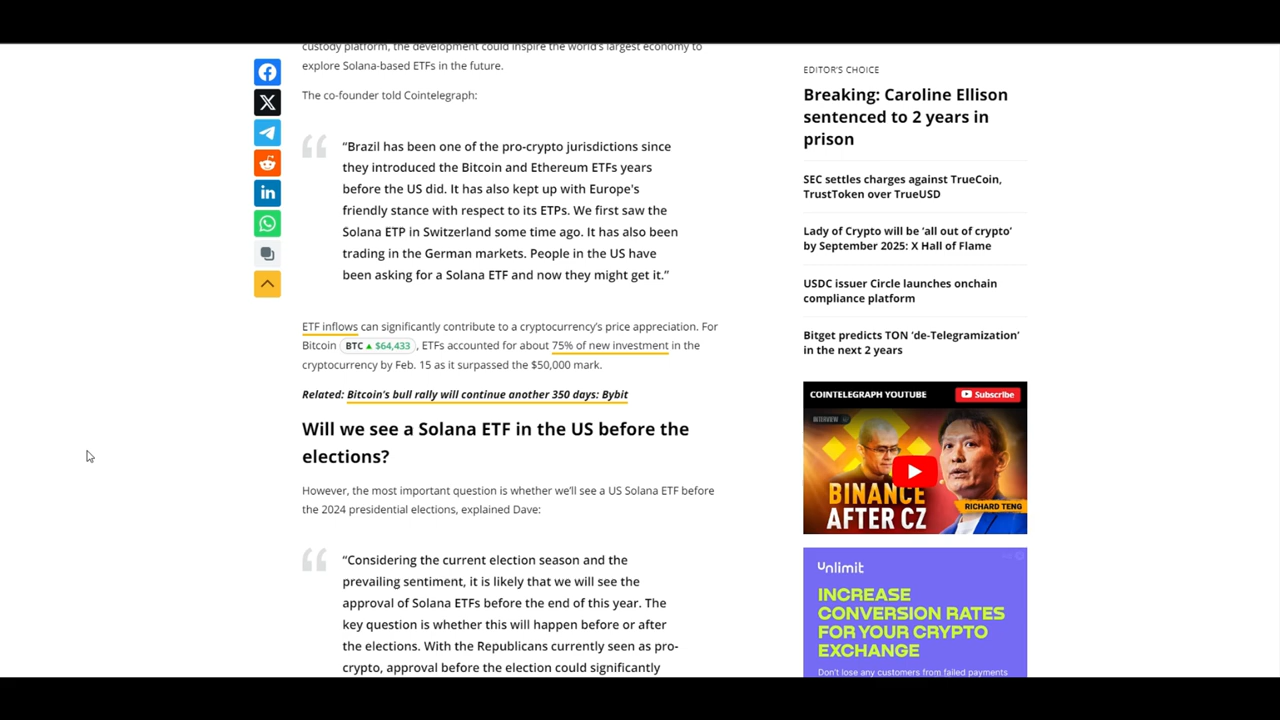 custody platform, the development could inspire the world's largest economy to
explore Solana-based ETFs in the future.
The co-founder told Cointelegraph:
“Brazil has been one of the pro-crypto jurisdictions since
they introduced the Bitcoin and Ethereum ETFs years
before the US did. It has also kept up with Europe's
friendly stance with respect to its ETPs. We first saw the
Solana ETP in Switzerland some time ago. It has also been
trading in the German markets. People in the US have
been asking for a Solana ETF and now they might get it.”
ETF inflows can significantly contribute to a cryptocurrency's price appreciation. For
Bitcoin BTC ▲ $64,433, ETFs accounted for about 75% of new investment in the
cryptocurrency by Feb. 15 as it surpassed the $50,000 mark.
Related: Bitcoin's bull rally will continue another 350 days: Bybit
Will we see a Solana ETF in the US before the
elections?
However, the most important question is whether we'll see a US Solana ETF before
the 2024 presidential elections, explained Dave:
“Considering the current election season and the
prevailing sentiment, it is likely that we will see the
approval of Solana ETFs before the end of this year. The
key question is whether this will happen before or after
the elections. With the Republicans currently seen as pro-
crypto, approval before the election could significantly
EDITOR'S CHOICE
Breaking: Caroline Ellison
sentenced to 2 years in
prison
SEC settles charges against TrueCoin,
TrustToken over TrueUSD
Lady of Crypto will be ‘all out of crypto’
by September 2025: X Hall of Flame
USDC issuer Circle launches onchain
compliance platform
Bitget predicts TON ‘de-Telegramization’
in the next 2 years
COINTELEGRAPH YOUTUBE Subscribe
INTERVIEW
BINANCE
AFTER CZ
RICHARD TENG
unlimit
INCREASE
CONVERSION RATES
FOR YOUR CRYPTO
EXCHANGE
Don't lose any customers from failed payments